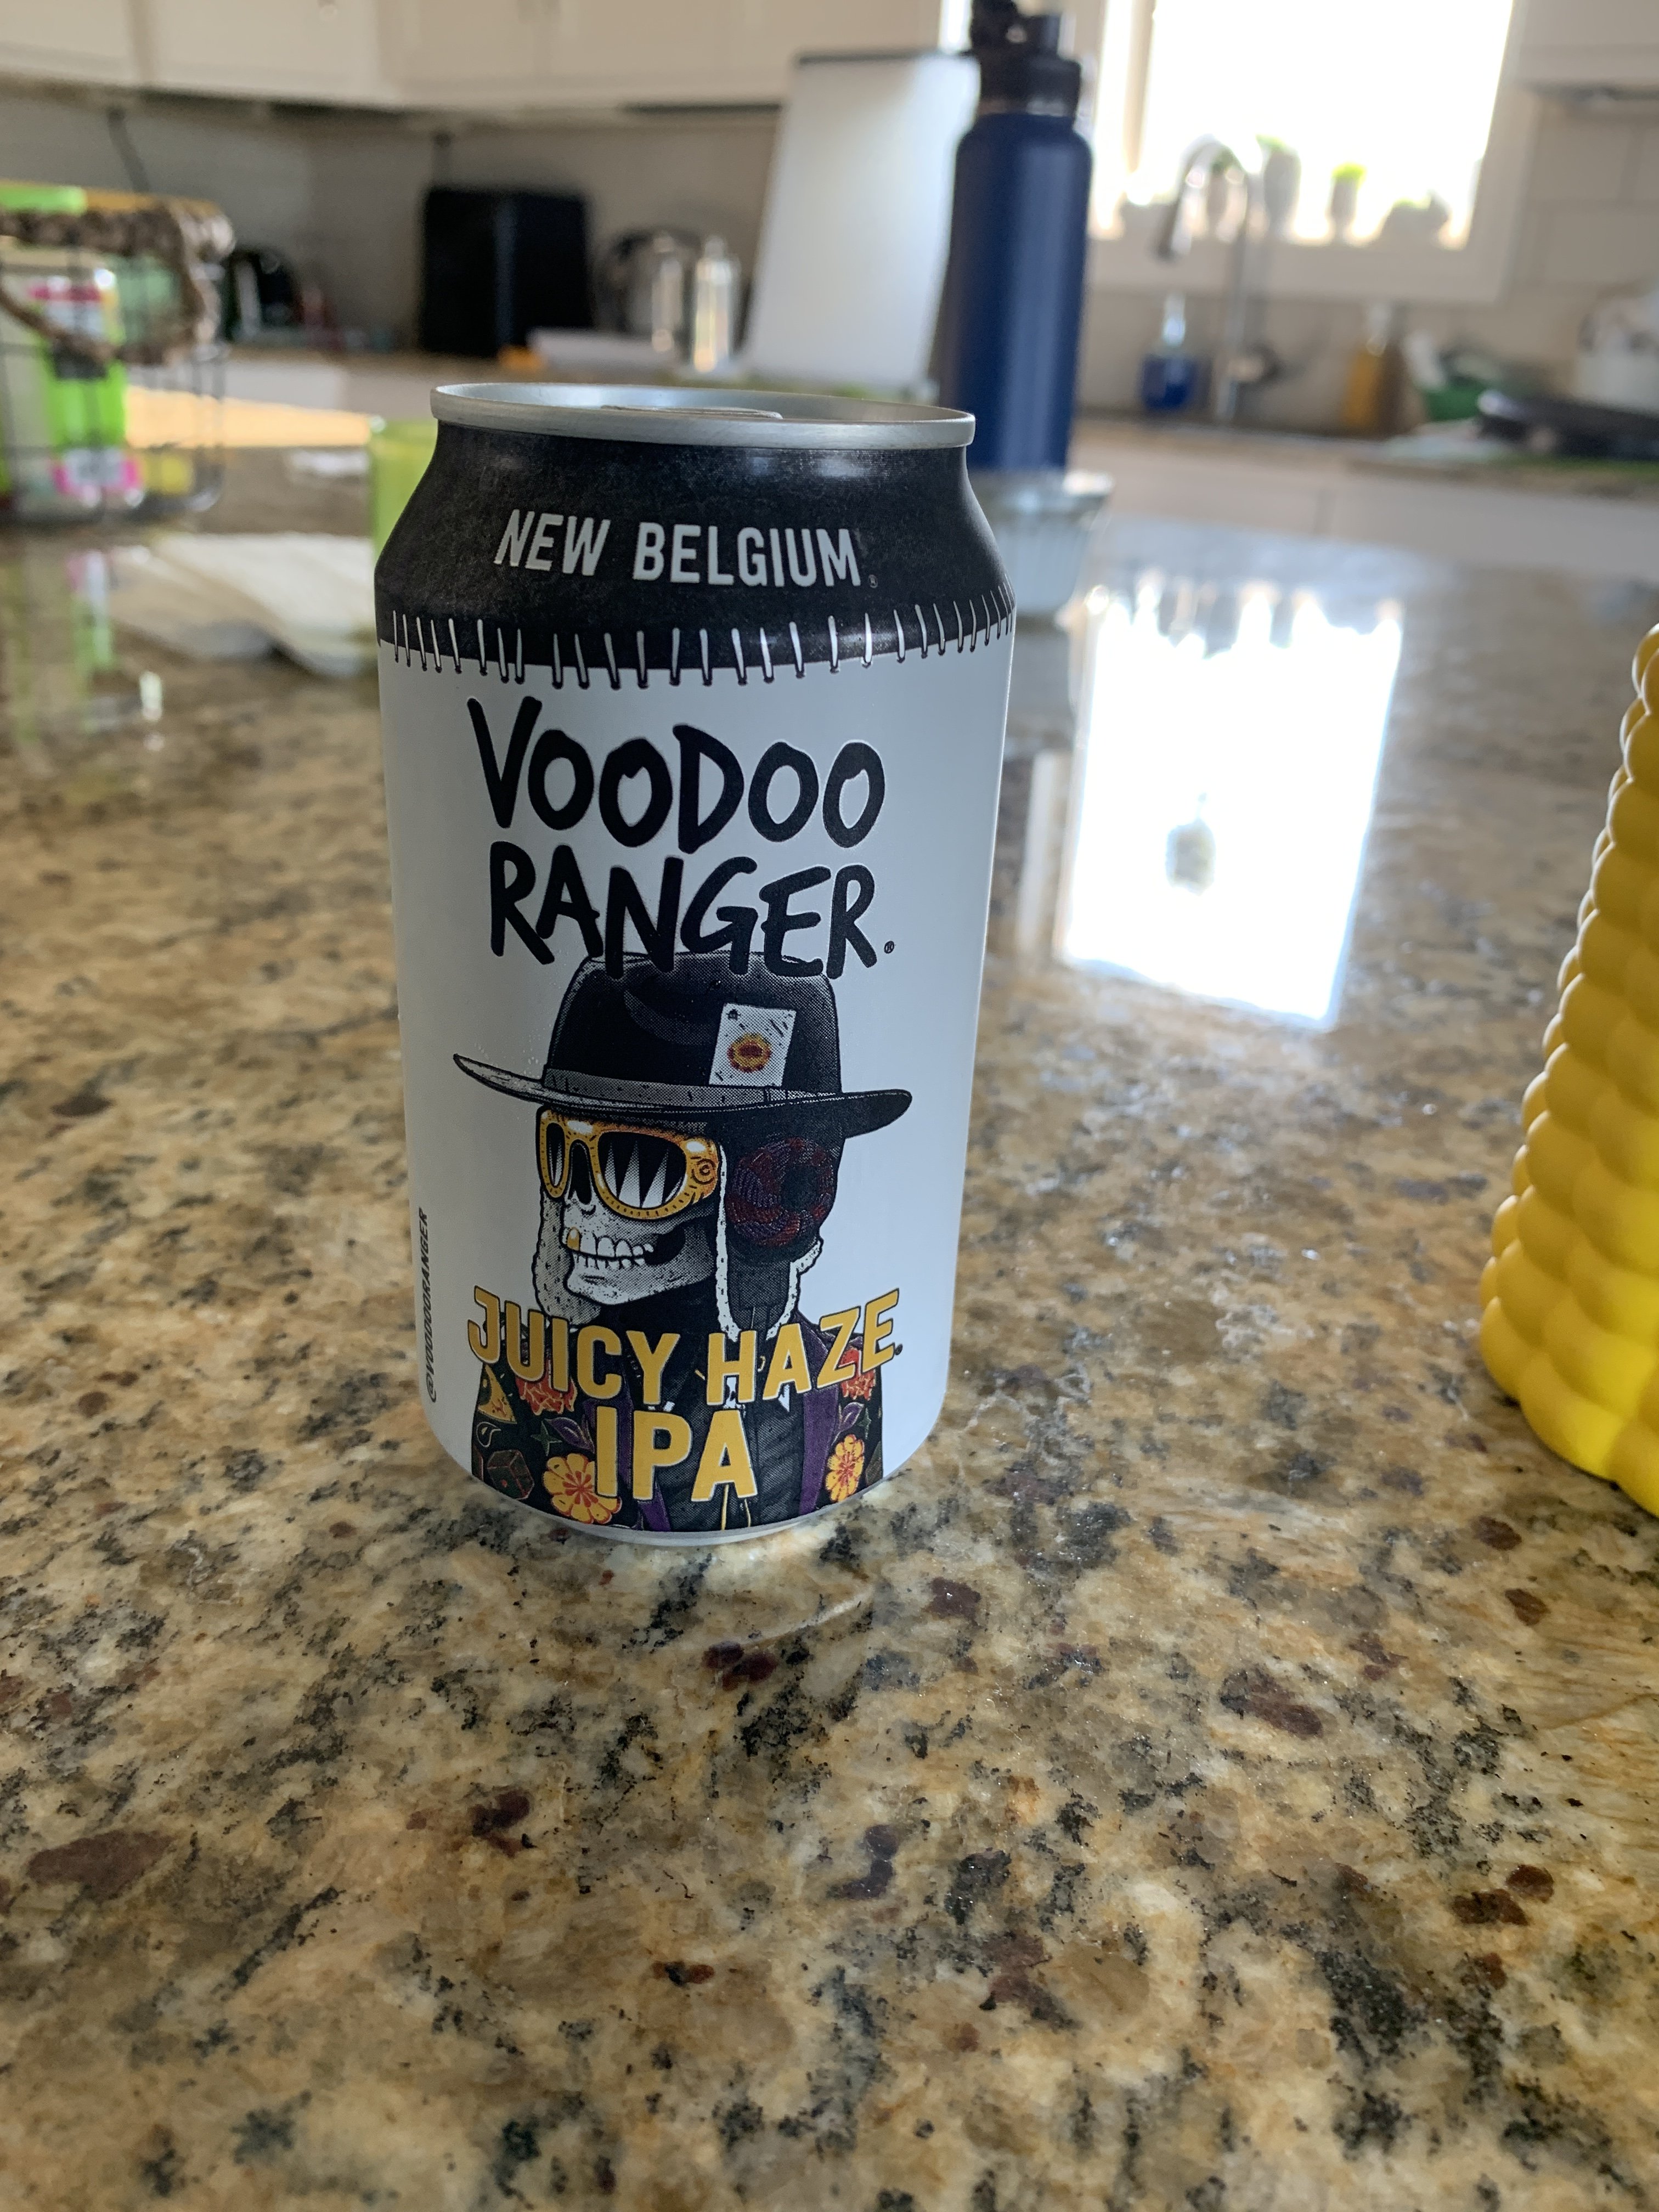 NEW BELGIUM®
VOODOO
RANGER®
JUICY HAZE
IPA
@VOODOORANGER